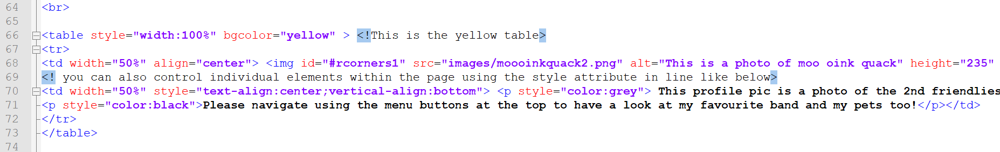 64 <br>
65
66 <table style="width:100%" bgcolor="yellow" > <!This is the yellow table>
67 <tr>
68 <td width="50%" align="center"> <img id="#rcorners1" src="images/moooinkquack2.png" alt="This is a photo of moo oink quack" height="235"
69 <! you can also control individual elements within the page using the style attribute in line like below>
70 <td width="50%" style="text-align:center;vertical-align:bottom"> <p style="color:grey"> This profile pic is a photo of the 2nd friendlies
71 <p style="color:black">Please navigate using the menu buttons at the top to have a look at my favourite band and my pets too!</p></td>
72 </tr>
73 </table>
74